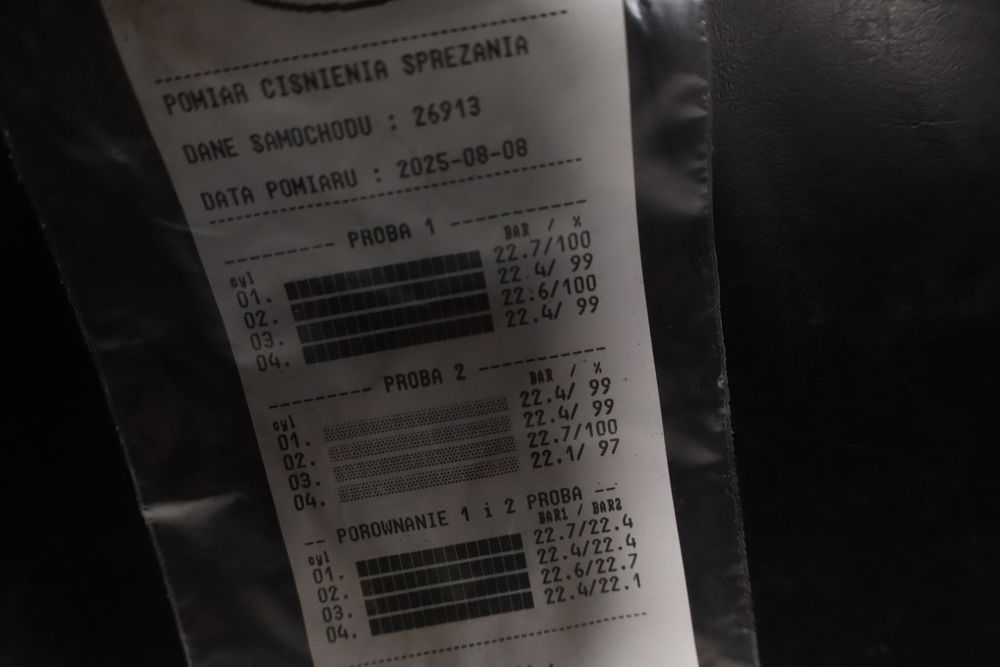 POMIAR CISNIENIA SPREZANIA
DANE SAMOCHODU : 26913
DATA POMIARU : 2025-08-08
PROBA 1
BAR / %
cyl
01. 22.7/100
02. 22.4/ 99
03. 22.6/100
04. 22.4/ 99
PROBA 2
BAR / %
cyl
01. 22.4/ 99
02. 22.4/ 99
03. 22.7/100
04. 22.1/ 97
POROWNANIE 1 i 2 PROBA
BAR1 / BAR2
cyl
01. 22.7/22.4
02. 22.4/22.4
03. 22.6/22.7
04. 22.4/22.1